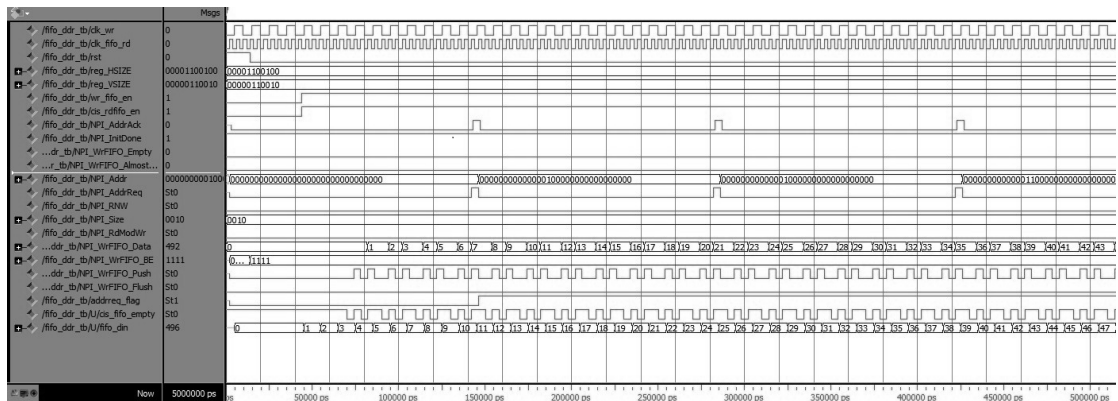 Msgs
/fifo_ddr_tb/clk_wr 0
/fifo_ddr_tb/clk_fifo_rd 0
/fifo_ddr_tb/rst 0
/fifo_ddr_tb/reg_HSIZE 00001100100 00001100100
/fifo_ddr_tb/reg_VSIZE 00000110010 00000110010
/fifo_ddr_tb/wr_fifo_en 1
/fifo_ddr_tb/cis_rdfifo_en 1
/fifo_ddr_tb/NPI_AddrAck 0
/fifo_ddr_tb/NPI_InitDone 1
...dr_tb/NPI_WrFIFO_Empty 0
...r_tb/NPI_WrFIFO_Almost... 0
/fifo_ddr_tb/NPI_Addr
/fifo_ddr_tb/NPI_AddrReq St0
/fifo_ddr_tb/NPI_RNW St0
/fifo_ddr_tb/NPI_Size 0010 0010
/fifo_ddr_tb/NPI_RdModWr St0
...ddr_tb/NPI_WrFIFO_Data 492 0 1 2 3 4 5 6 7 8 9 10 11 12 13 14 15 16 17 18 19 20 21 22 23 24 25 26 27 28 29 30 31 32 33 34 35 36 37 38 39 40 41 42 43
/fifo_ddr_tb/NPI_WrFIFO_BE 1111 0... 1111
...ddr_tb/NPI_WrFIFO_Push St0
...ddr_tb/NPI_WrFIFO_Flush St0
/fifo_ddr_tb/addrreq_flag St1
/fifo_ddr_tb/U/cis_fifo_empty St0
/fifo_ddr_tb/U/fifo_din 496 0 1 2 3 4 5 6 7 8 9 10 11 12 13 14 15 16 17 18 19 20 21 22 23 24 25 26 27 28 29 30 31 32 33 34 35 36 37 38 39 40 41 42 43 44 45 46 47
Now 5000000 ps ps 50000 ps 100000 ps 150000 ps 200000 ps 250000 ps 300000 ps 350000 ps 400000 ps 450000 ps 500000 ps